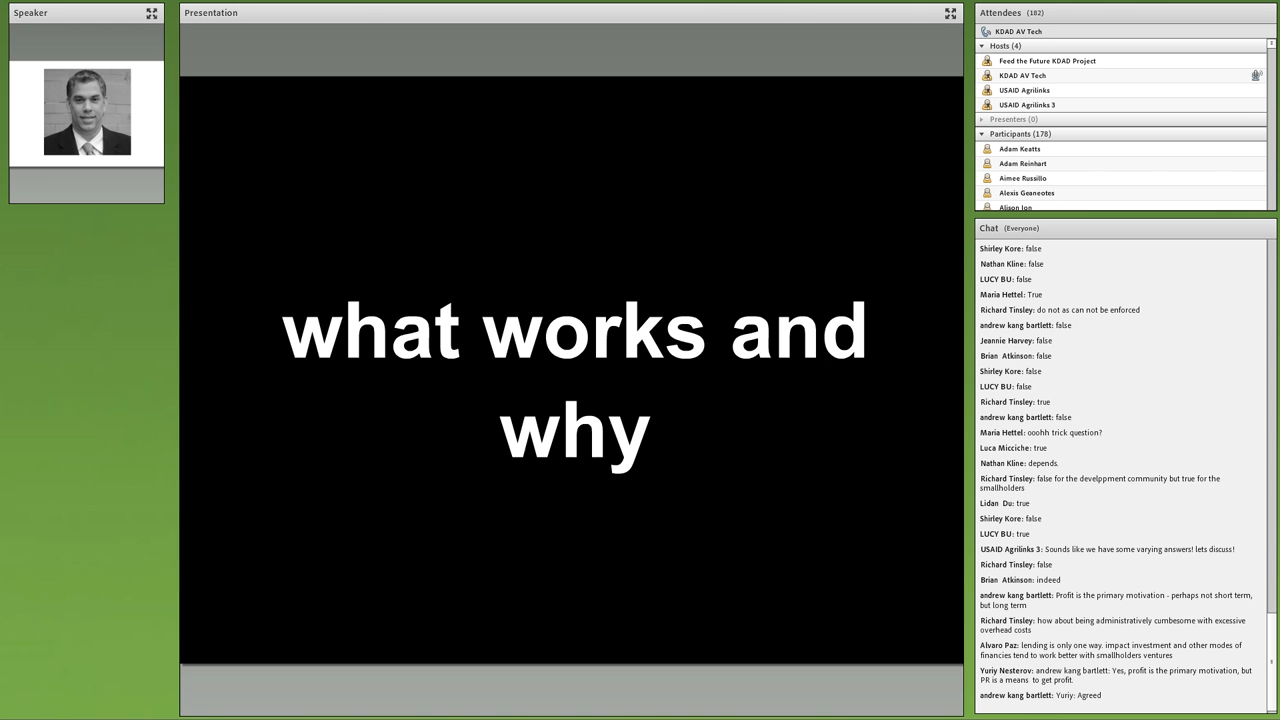 Speaker
Presentation
what works and
why
Attendees (182)
KDAD AV Tech
Hosts (4)
Feed the Future KDAD Project
KDAD AV Tech
USAID Agrilinks
USAID Agrilinks 3
Presenters (0)
Participants (178)
Adam Keatts
Adam Reinhart
Aimee Russillo
Alexis Geaneotes
Alison Ion
Chat (Everyone)
Shirley Kore: false
Nathan Kline: false
LUCY BU: false
Maria Hettel: True
Richard Tinsley: do not as can not be enforced
andrew kang bartlett: false
Jeannie Harvey: false
Brian Atkinson: false
Shirley Kore: false
LUCY BU: false
Richard Tinsley: true
andrew kang bartlett: false
Maria Hettel: ooohh trick question?
Luca Micciche: true
Nathan Kline: depends.
Richard Tinsley: false for the develppment community but true for the
smallholders
Lidan Du: true
Shirley Kore: false
LUCY BU: true
USAID Agrilinks 3: Sounds like we have some varying answers! lets discuss!
Richard Tinsley: false
Brian Atkinson: indeed
andrew kang bartlett: Profit is the primary motivation - perhaps not short term,
but long term
Richard Tinsley: how about being administratively cumbesome with excessive
overhead costs
Alvaro Paz: lending is only one way. impact investment and other modes of
financies tend to work better with smallholders ventures
Yuriy Nesterov: andrew kang bartlett: Yes, profit is the primary motivation, but
PR is a means to get profit.
andrew kang bartlett: Yuriy: Agreed